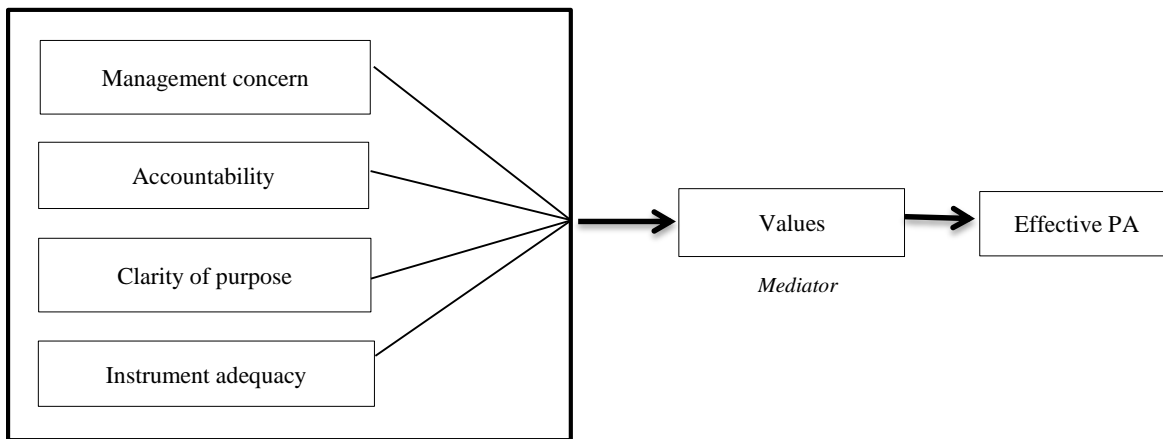 Management concern
Accountability
Clarity of purpose
Instrument adequacy
Values
Mediator
Effective PA